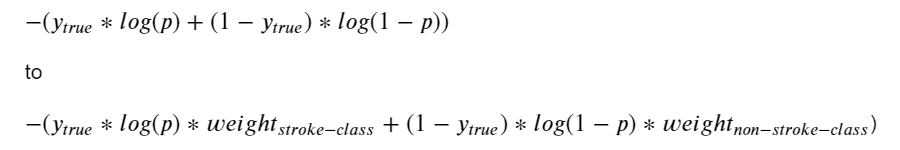 −(y_true ∗ log(p) + (1 − y_true) ∗ log(1 − p))
to
−(y_true ∗ log(p) ∗ weight_stroke−class + (1 − y_true) ∗ log(1 − p) ∗ weight_non−stroke−class)